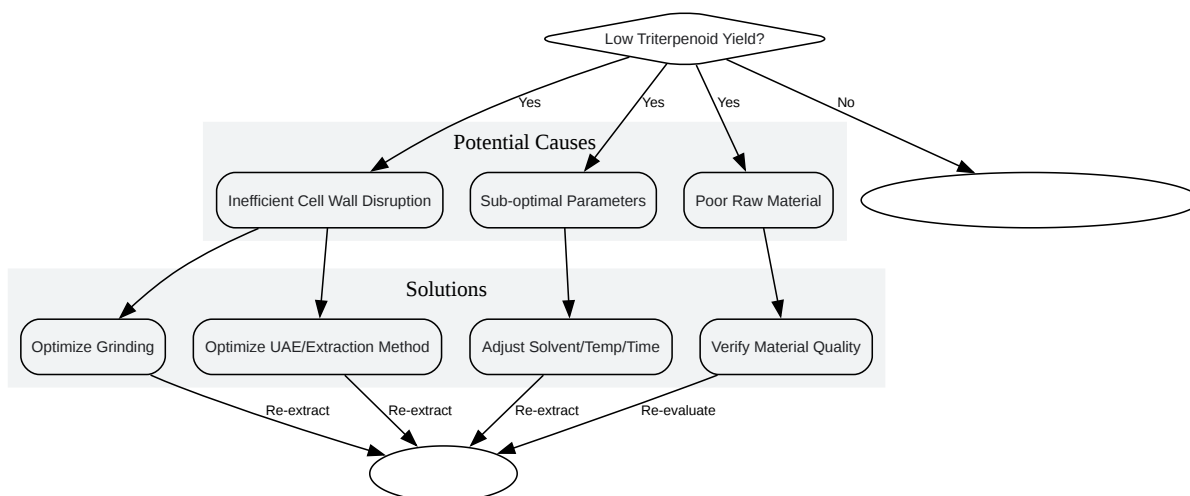 Low Triterpenoid Yield?
Yes
Yes
Yes
No
Potential Causes
Inefficient Cell Wall Disruption
Sub-optimal Parameters
Poor Raw Material
Solutions
Optimize Grinding
Optimize UAE/Extraction Method
Adjust Solvent/Temp/Time
Verify Material Quality
Re-extract
Re-extract
Re-extract
Re-evaluate